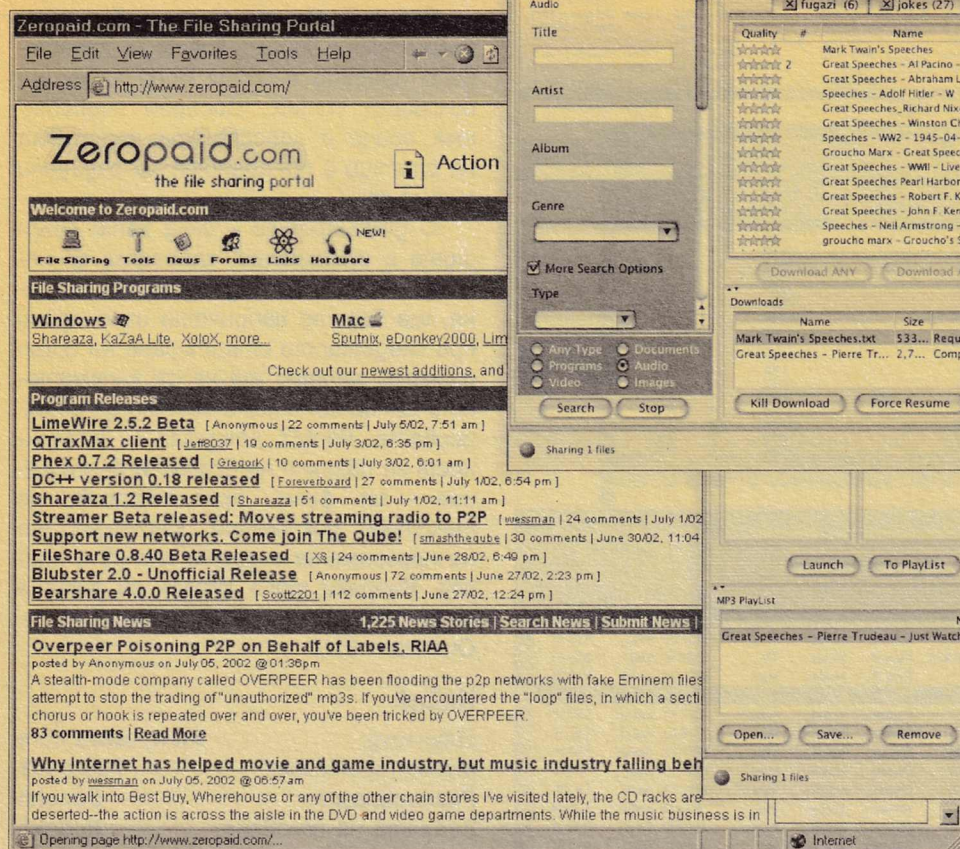 Zeropaid.com - The File Sharing Portal
File Edit View Favorites Tools Help
Address http://www.zeropaid.com/
Zeropaid.com
the file sharing portal
Action
Welcome to Zeropaid.com
NEW!
File Sharing Tools News Forums Links Hardware
File Sharing Programs
Windows
Mac
Shareaza, KaZaA Lite, XoloX, more...
Sputnix, eDonkey2000, Lim
Check out our newest additions, and
Program Releases
LimeWire 2.5.2 Beta [ Anonymous | 22 comments | July 5/02, 7:51 am ]
QTraxMax client [ Jeff8037 | 19 comments | July 3/02, 6:35 pm ]
Phex 0.7.2 Released [ GregorK | 10 comments | July 3/02, 6:01 am ]
DC++ version 0.18 released [ Foreverboard | 27 comments | July 1/02, 6:54 pm ]
Shareaza 1.2 Released [ Shareaza | 51 comments | July 1/02, 11:11 am ]
Streamer Beta released: Moves streaming radio to P2P [ wessman | 24 comments | July 1/02
Support new networks. Come join The Qube! [ smashtheqube | 30 comments | June 30/02, 11:04
FileShare 0.8.40 Beta Released [ XS | 24 comments | June 28/02, 6:49 pm ]
Blubster 2.0 - Unofficial Release [ Anonymous | 72 comments | June 27/02, 2:23 pm ]
Bearshare 4.0.0 Released [ Scott2201 | 112 comments | June 27/02, 12:24 pm ]
File Sharing News 1,225 News Stories | Search News | Submit News |
Overpeer Poisoning P2P on Behalf of Labels, RIAA
posted by Anonymous on July 05, 2002 @ 01:36pm
A stealth-mode company called OVERPEER has been flooding the p2p networks with fake Eminem files
attempt to stop the trading of "unauthorized" mp3s. If you've encountered the "loop" files, in which a secti
chorus or hook is repeated over and over, you've been tricked by OVERPEER.
83 comments | Read More
Why internet has helped movie and game industry, but music industry falling beh
posted by wessman on July 05, 2002 @ 06:57am
If you walk into Best Buy, Wherehouse or any of the other chain stores I've visited lately, the CD racks are
deserted--the action is across the aisle in the DVD and video game departments. While the music business is in
Opening page http://www.zeropaid.com/...
Internet
Audio
Title
Artist
Album
Genre
More Search Options
Type
Any Type Documents
Programs Audio
Video Images
Search Stop
Sharing 1 files
fugazi (6) jokes (27)
Quality # Name
Mark Twain's Speeches
2 Great Speeches - Al Pacino -
Great Speeches - Abraham L
Speeches - Adolf Hitler - W
Great Speeches_Richard Nix
Great Speeches - Winston Ch
Speeches - WW2 - 1945-04-
Groucho Marx - Great Speec
Great Speeches - WWII - Live
Great Speeches Pearl Harbor
Great Speeches - Robert F. K
Great Speeches - John F. Ken
Speeches - Neil Armstrong -
groucho marx - Groucho's S
Download ANY Download
Downloads
Name Size
Mark Twain's Speeches.txt 533... Requ
Great Speeches - Pierre Tr... 2,7... Comp
Kill Download Force Resume
Launch To PlayList
MP3 PlayList
Great Speeches - Pierre Trudeau - Just Watch
Open... Save... Remove
Sharing 1 files